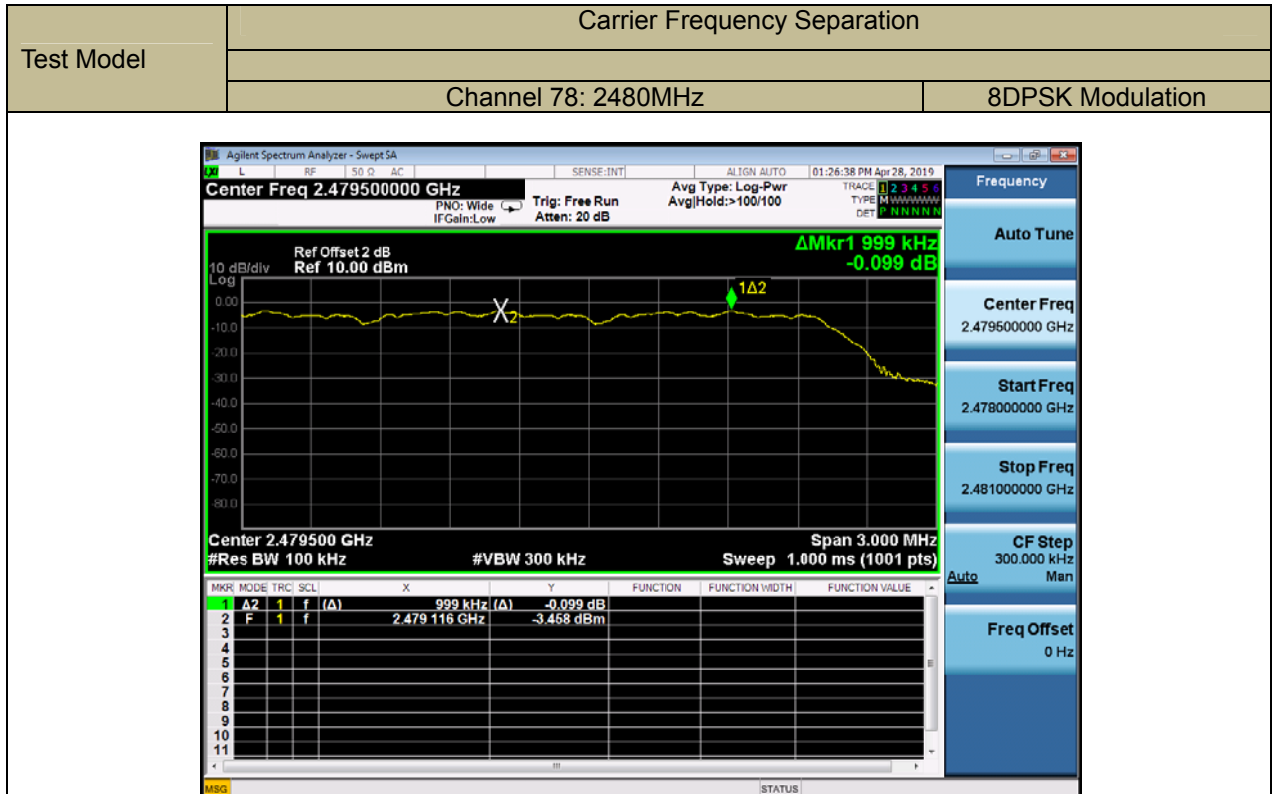 Carrier Frequency Separation
Test Model
Channel 78: 2480MHz 8DPSK Modulation
Agilent Spectrum Analyzer - Swept SA
LXI L RF 50 Ω AC SENSE:INT ALIGN AUTO 01:26:38 PM Apr 28, 2019
Center Freq 2.479500000 GHz
PNO: Wide
IFGain:Low
Trig: Free Run
Atten: 20 dB
Avg Type: Log-Pwr
Avg|Hold:>100/100
TRACE 1 2 3 4 5 6
TYPE M WWWWW
DET P N N N N N
Frequency
Auto Tune
Center Freq
2.479500000 GHz
Start Freq
2.478000000 GHz
Stop Freq
2.481000000 GHz
CF Step
300.000 kHz
Auto Man
Freq Offset
0 Hz
ΔMkr1 999 kHz
-0.099 dB
Ref Offset 2 dB
10 dB/div Ref 10.00 dBm
Log
1Δ2
X2
0.00
-10.0
-20.0
-30.0
-40.0
-50.0
-60.0
-70.0
-80.0
Center 2.479500 GHz Span 3.000 MHz
#Res BW 100 kHz #VBW 300 kHz Sweep 1.000 ms (1001 pts)
MKR MODE TRC SCL X Y FUNCTION FUNCTION WIDTH FUNCTION VALUE
1 Δ2 1 f (Δ) 999 kHz (Δ) -0.099 dB
2 F 1 f 2.479 116 GHz -3.458 dBm
3
4
5
6
7
8
9
10
11
MSG STATUS